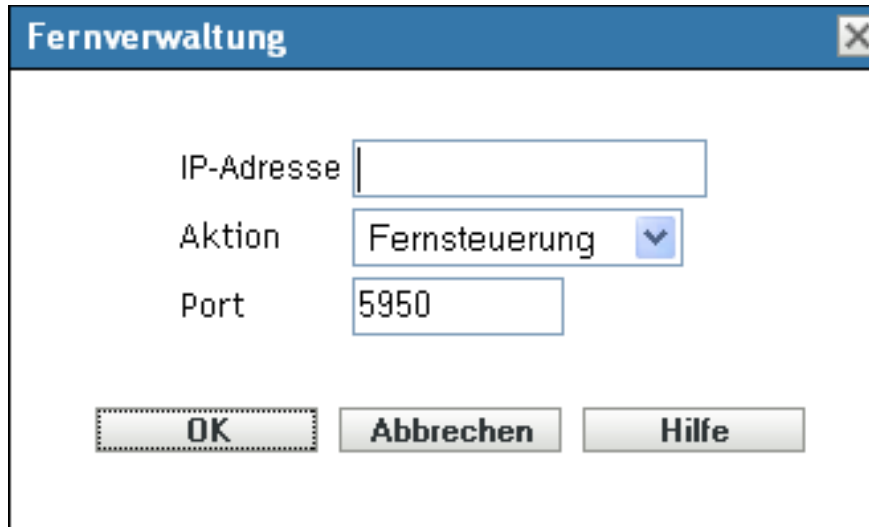 Fernverwaltung
IP-Adresse
Aktion Fernsteuerung
Port 5950
OK Abbrechen Hilfe